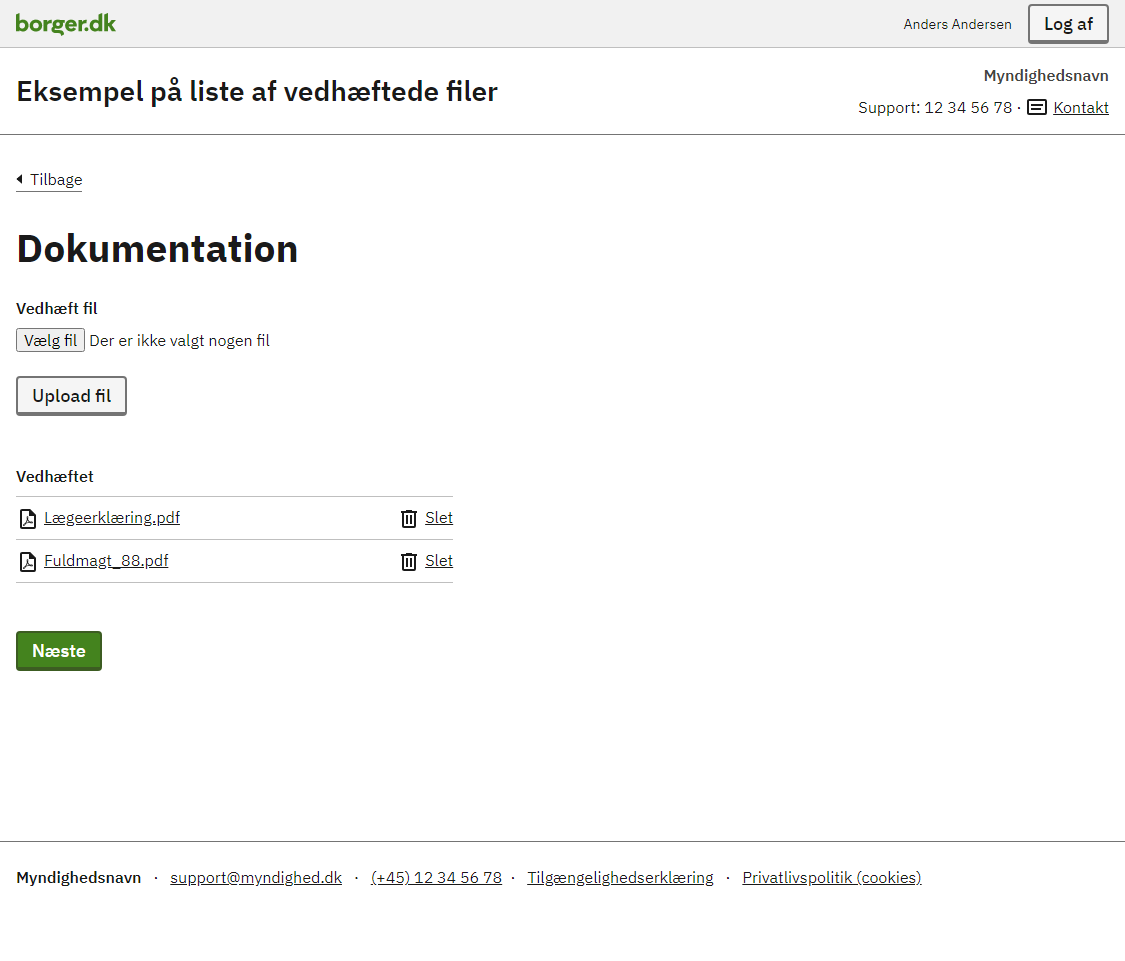 borger.dk
Anders Andersen
Log af
Eksempel på liste af vedhæftede filer
Myndighedsnavn
Support: 12 34 56 78 · Kontakt
Tilbage
Dokumentation
Vedhæft fil
Vælg fil Der er ikke valgt nogen fil
Upload fil
Vedhæftet
Lægeerklæring.pdf Slet
Fuldmagt_88.pdf Slet
Næste
Myndighedsnavn · support@myndighed.dk · (+45) 12 34 56 78 · Tilgængelighedserklæring · Privatlivspolitik (cookies)